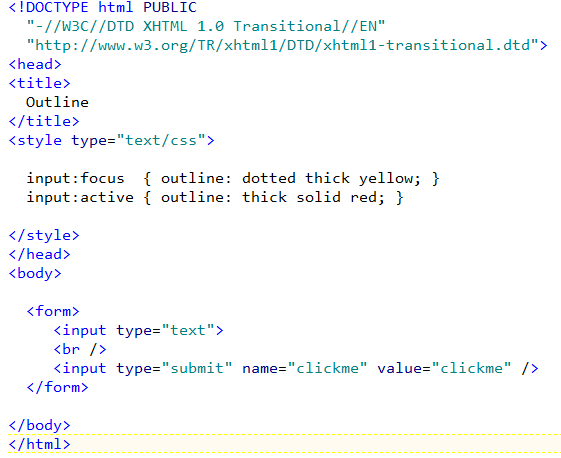 <!DOCTYPE html PUBLIC
"-//W3C//DTD XHTML 1.0 Transitional//EN"
"http://www.w3.org/TR/xhtml1/DTD/xhtml1-transitional.dtd">
<head>
<title>
Outline
</title>
<style type="text/css">
input:focus  { outline: dotted thick yellow; }
input:active { outline: thick solid red; }
</style>
</head>
<body>
<form>
<input type="text">
<br />
<input type="submit" name="clickme" value="clickme" />
</form>
</body>
</html>